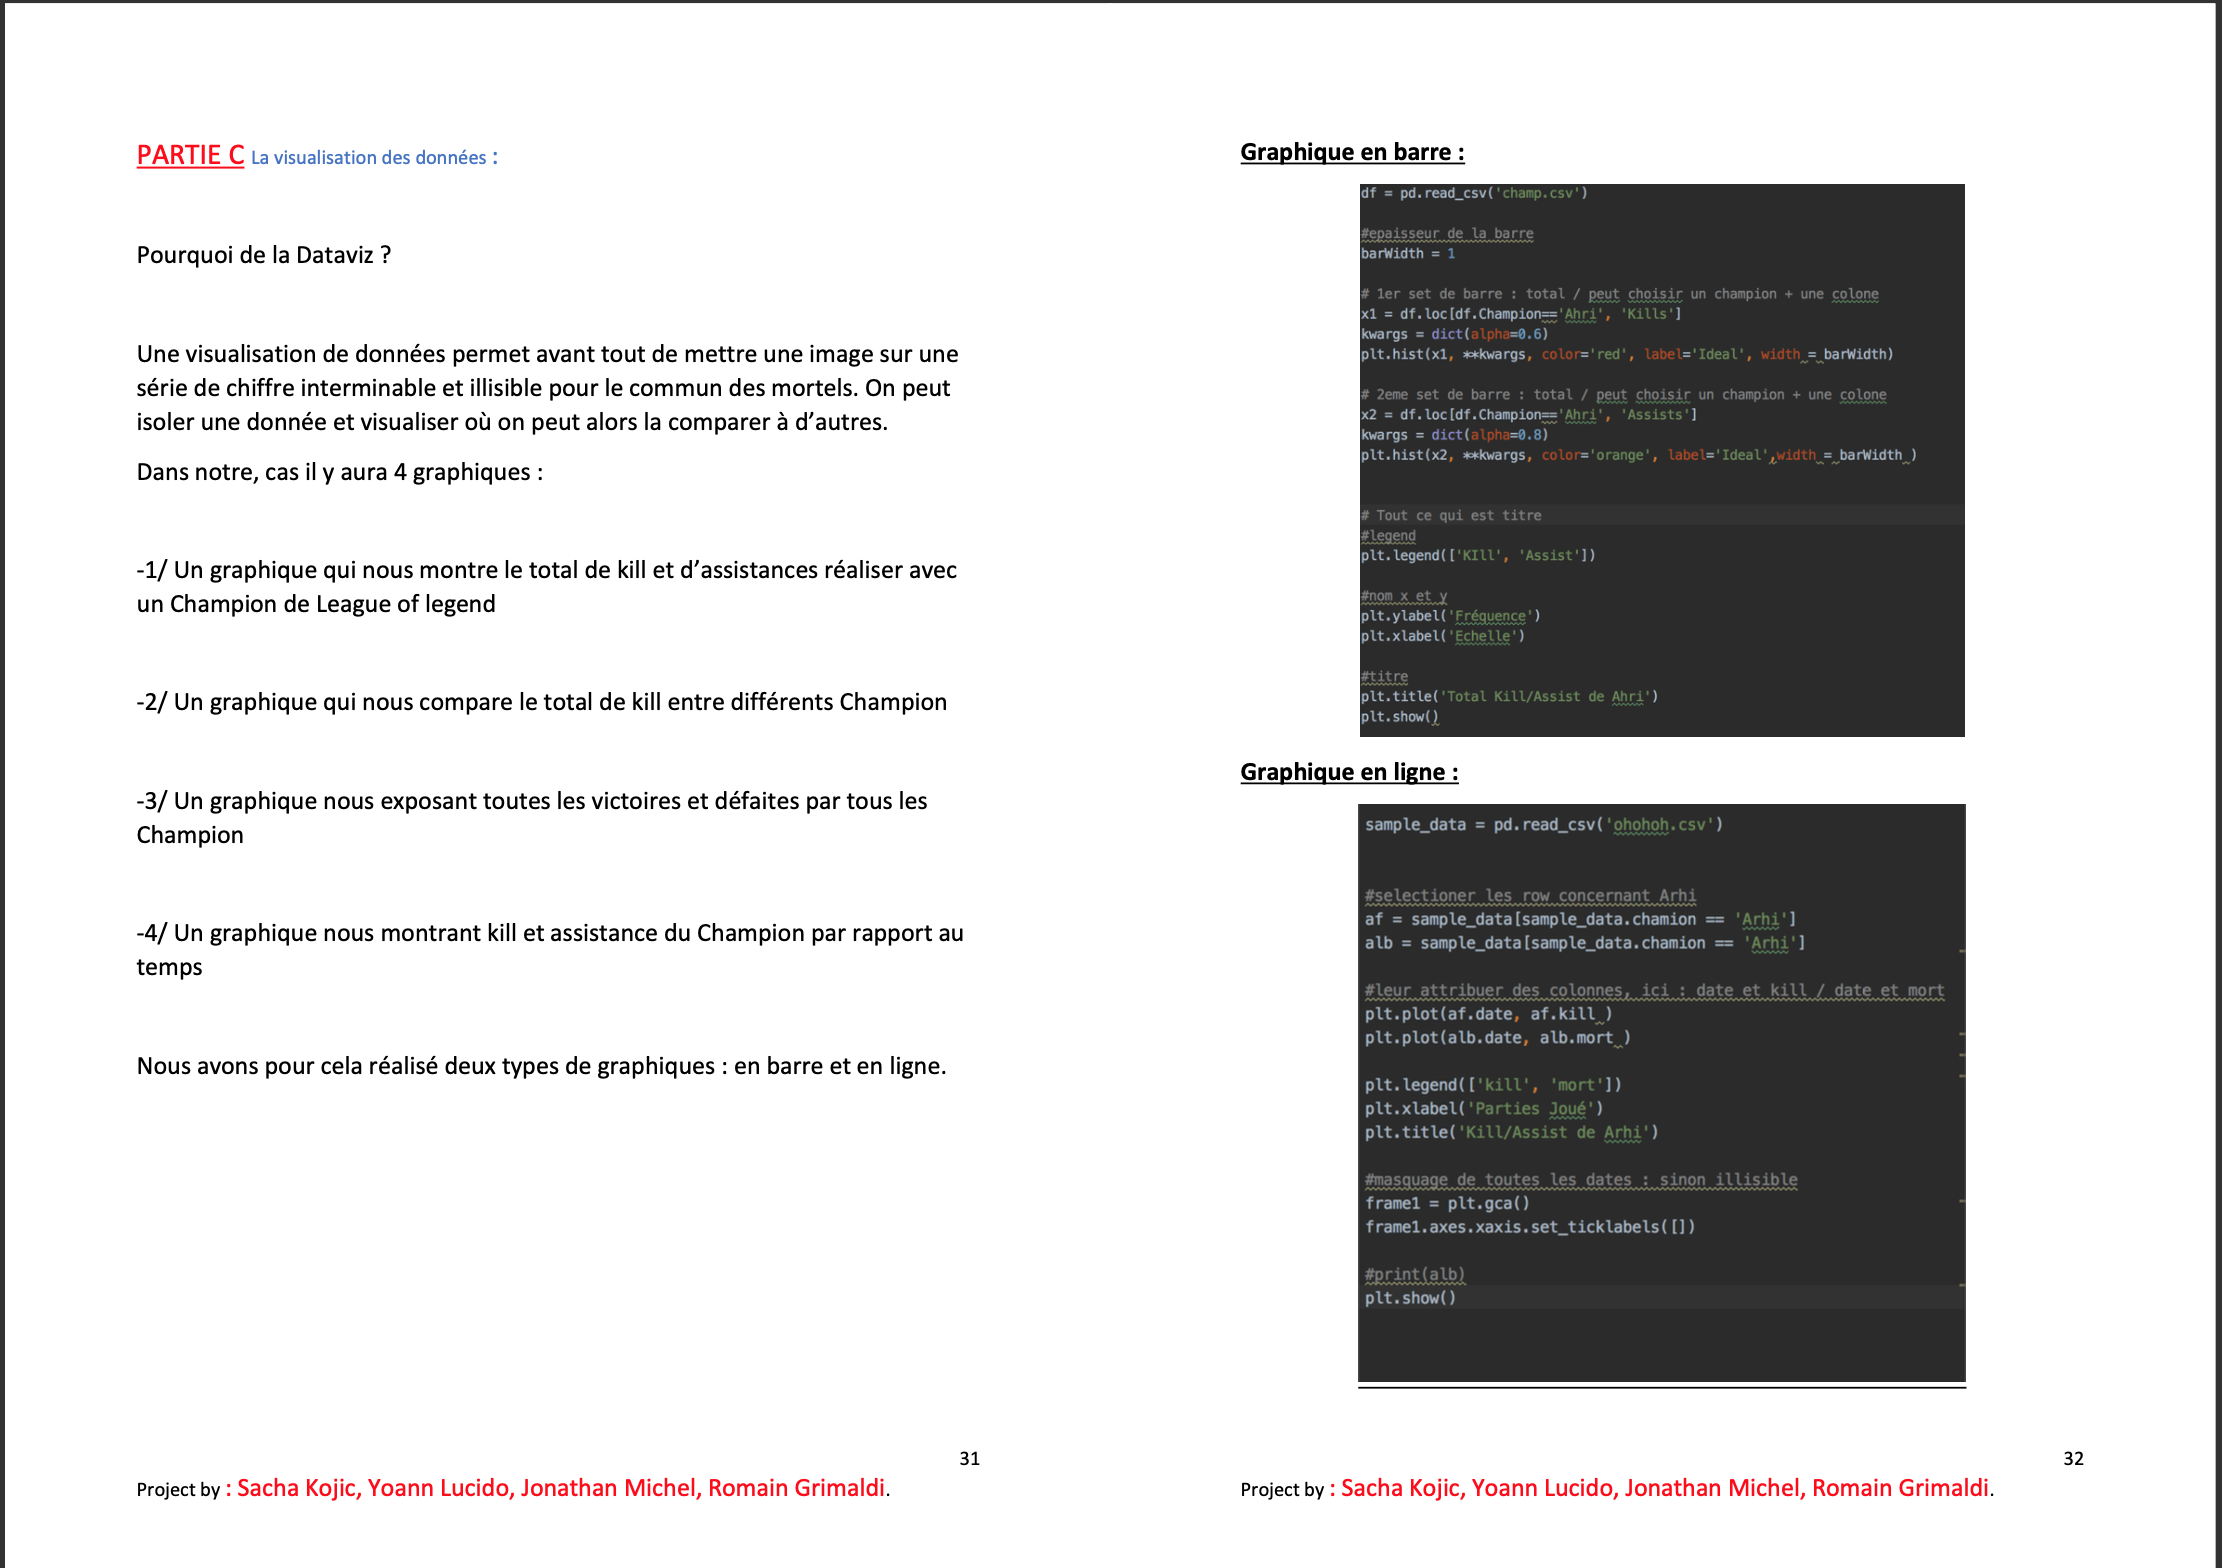 PARTIE C La visualisation des données :
Pourquoi de la Dataviz ?
Une visualisation de données permet avant tout de mettre une image sur une
série de chiffre interminable et illisible pour le commun des mortels. On peut
isoler une donnée et visualiser où on peut alors la comparer à d’autres.
Dans notre, cas il y aura 4 graphiques :
-1/ Un graphique qui nous montre le total de kill et d’assistances réaliser avec
un Champion de League of legend
-2/ Un graphique qui nous compare le total de kill entre différents Champion
-3/ Un graphique nous exposant toutes les victoires et défaites par tous les
Champion
-4/ Un graphique nous montrant kill et assistance du Champion par rapport au
temps
Nous avons pour cela réalisé deux types de graphiques : en barre et en ligne.
31
Project by : Sacha Kojic, Yoann Lucido, Jonathan Michel, Romain Grimaldi.
Graphique en barre :
df = pd.read_csv('champ.csv')
#epaisseur de la barre
barWidth = 1
# 1er set de barre : total / peut choisir un champion + une colone
x1 = df.loc[df.Champion=='Ahri', 'Kills']
kwargs = dict(alpha=0.6)
plt.hist(x1, **kwargs, color='red', label='Ideal', width = barWidth)
# 2eme set de barre : total / peut choisir un champion + une colone
x2 = df.loc[df.Champion=='Ahri', 'Assists']
kwargs = dict(alpha=0.8)
plt.hist(x2, **kwargs, color='orange', label='Ideal',width = barWidth )
# Tout ce qui est titre
#legend
plt.legend(['KIll', 'Assist'])
#nom x et y
plt.ylabel('Fréquence')
plt.xlabel('Echelle')
#titre
plt.title('Total Kill/Assist de Ahri')
plt.show()
Graphique en ligne :
sample_data = pd.read_csv('ohohoh.csv')
#selectioner les row concernant Arhi
af = sample_data[sample_data.chamion == 'Arhi']
alb = sample_data[sample_data.chamion == 'Arhi']
#leur attribuer des colonnes, ici : date et kill / date et mort
plt.plot(af.date, af.kill )
plt.plot(alb.date, alb.mort )
plt.legend(['kill', 'mort'])
plt.xlabel('Parties Joué')
plt.title('Kill/Assist de Arhi')
#masquage de toutes les dates : sinon illisible
frame1 = plt.gca()
frame1.axes.xaxis.set_ticklabels([])
#print(alb)
plt.show()
32
Project by : Sacha Kojic, Yoann Lucido, Jonathan Michel, Romain Grimaldi.